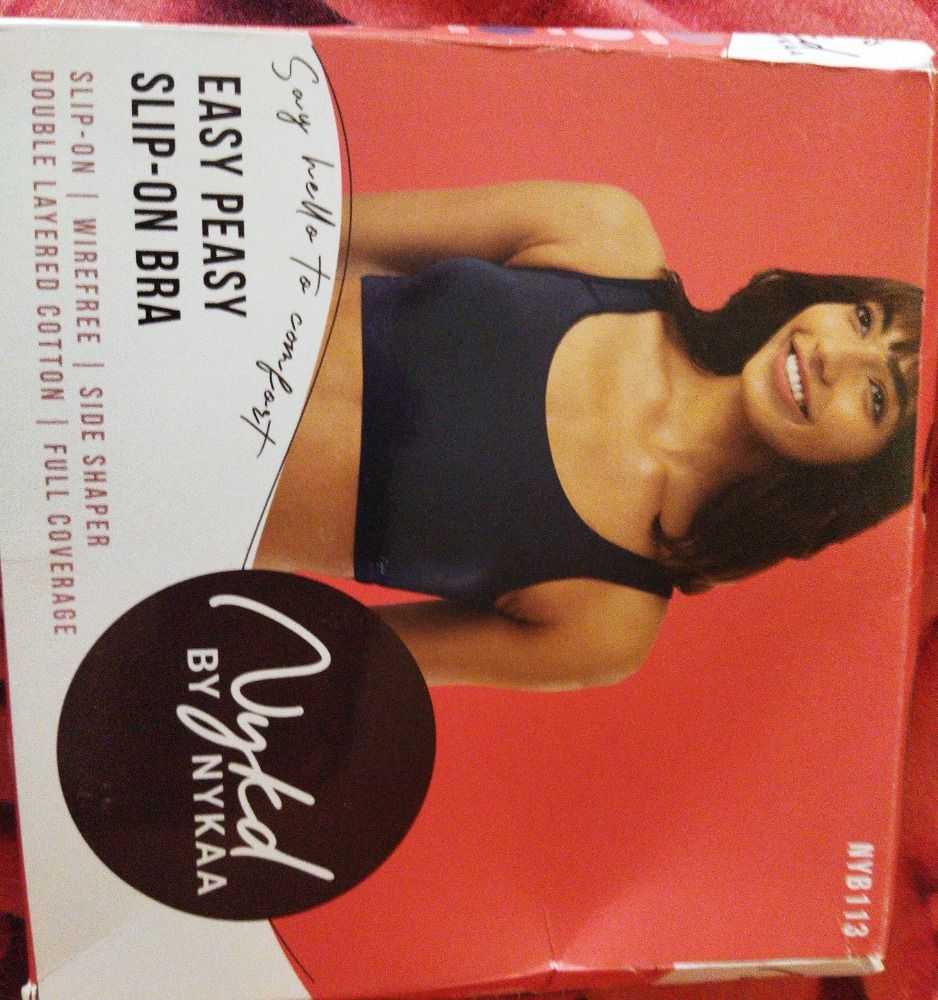 NYB113
Say hello to comfort
EASY PEASY
SLIP-ON BRA
SLIP-ON | WIREFREE | SIDE SHAPER
DOUBLE LAYERED COTTON | FULL COVERAGE
Nykd
BY NYKAA